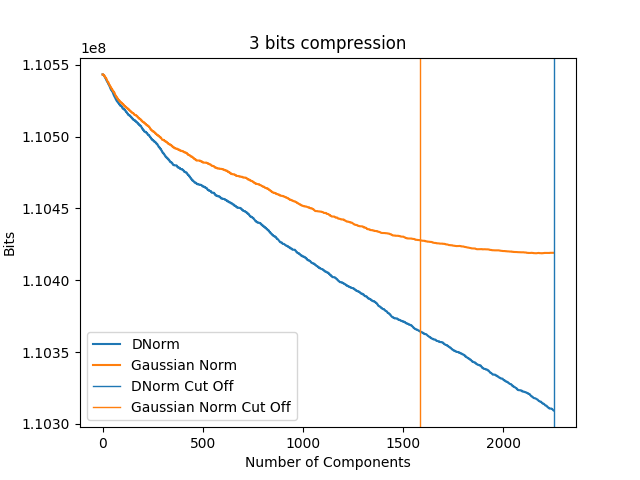 3 bits compression
1e8
1.1055
1.1050
1.1045
1.1040
1.1035
1.1030
Bits
DNorm
Gaussian Norm
DNorm Cut Off
Gaussian Norm Cut Off
0
500
1000
1500
2000
Number of Components